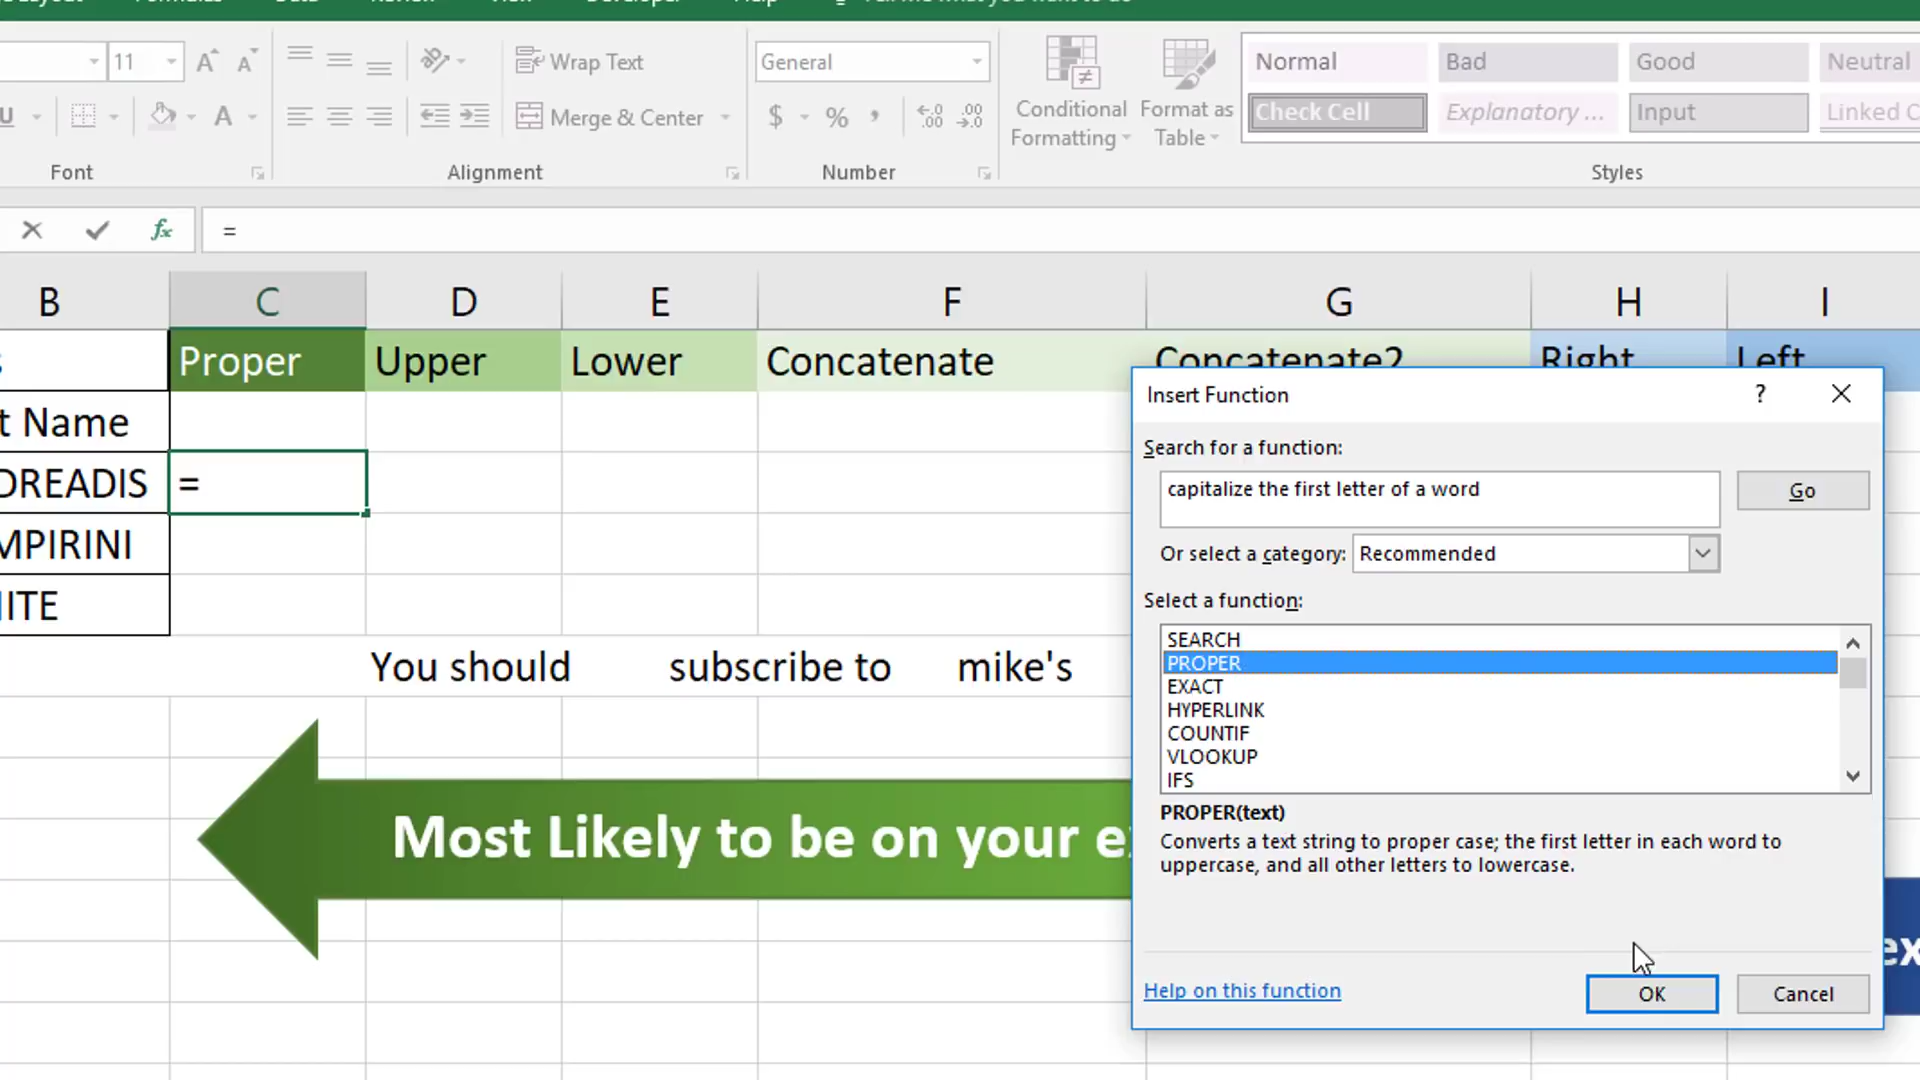 11
Wrap Text
General
Normal
Bad
Good
Neutral
Merge & Center
$ % ,
Conditional
Formatting
Format as
Table
Check Cell
Explanatory ...
Input
Linked
Font
Alignment
Number
Styles
fx
=
B C D E F G H I
Proper
Upper
Lower
Concatenate
Concatenate2
Right
Left
t Name
DREADIS
=
MPIRINI
HITE
You should
subscribe to
mike's
Most Likely to be on your e
Insert Function
?
Search for a function:
capitalize the first letter of a word
Go
Or select a category:
Recommended
Select a function:
SEARCH
PROPER
EXACT
HYPERLINK
COUNTIF
VLOOKUP
IFS
PROPER(text)
Converts a text string to proper case; the first letter in each word to
uppercase, and all other letters to lowercase.
Help on this function
OK
Cancel
ex